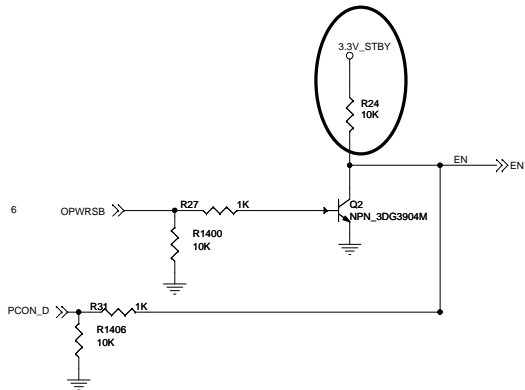 3.3V_STBY
R24
10K
EN
EN
Q2
NPN_3DG3904M
6
OPWRSB
R27
1K
R1400
10K
PCON_D
R31
1K
R1406
10K